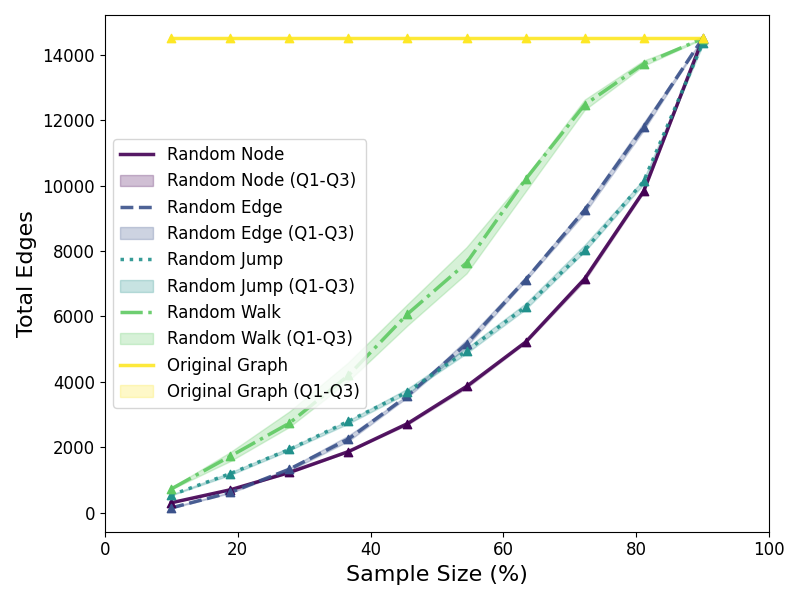 14000
12000
10000
8000
6000
4000
2000
0
Total Edges
Random Node
Random Node (Q1-Q3)
Random Edge
Random Edge (Q1-Q3)
Random Jump
Random Jump (Q1-Q3)
Random Walk
Random Walk (Q1-Q3)
Original Graph
Original Graph (Q1-Q3)
0 20 40 60 80 100
Sample Size (%)